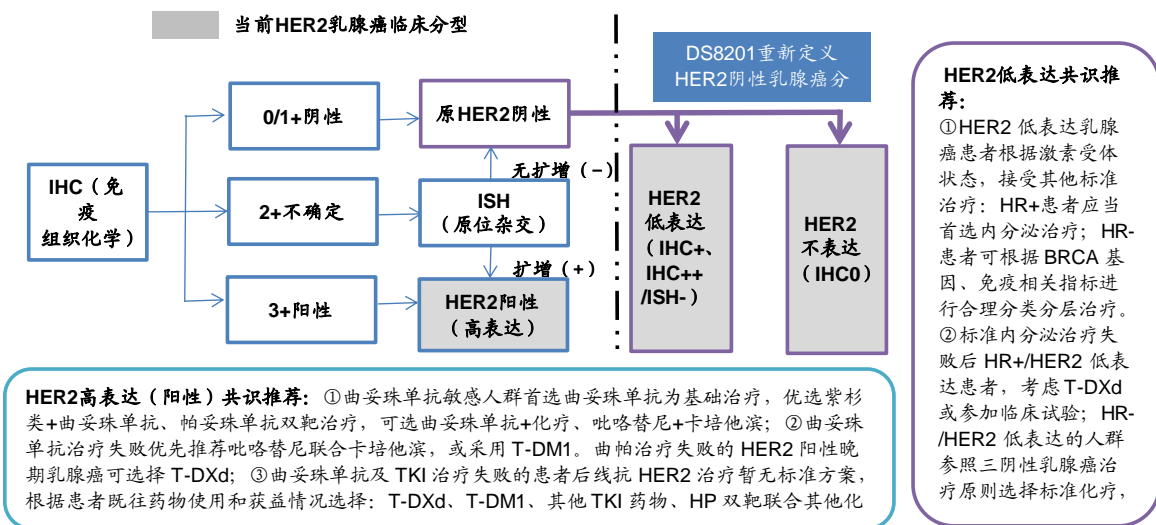 当前HER2乳腺癌临床分型
DS8201重新定义
HER2阴性乳腺癌分
0/1+阴性
原HER2阴性
无扩增（−）
IHC（免
疫
组织化学）
2+不确定
ISH
（原位杂交）
扩增（+）
3+阳性
HER2阳性
（高表达）
HER2
低表达
（IHC+、
IHC++
/ISH-）
HER2
不表达
（IHC0）
HER2低表达共识推
荐：
①HER2 低表达乳腺
癌患者根据激素受体
状态，接受其他标准
治疗：HR+患者应当
首选内分泌治疗；HR-
患者可根据 BRCA 基
因、免疫相关指标进
行合理分类分层治疗。
②标准内分泌治疗失
败后 HR+/HER2 低表
达患者，考虑 T-DXd
或参加临床试验；HR-
/HER2 低表达的人群
参照三阴性乳腺癌治
疗原则选择标准化疗，
HER2高表达（阳性）共识推荐：①曲妥珠单抗敏感人群首选曲妥珠单抗为基础治疗，优选紫杉
类+曲妥珠单抗、帕妥珠单抗双靶治疗，可选曲妥珠单抗+化疗、吡咯替尼+卡培他滨；②曲妥珠
单抗治疗失败优先推荐吡咯替尼联合卡培他滨，或采用 T-DM1。曲帕治疗失败的 HER2 阳性晚
期乳腺癌可选择 T-DXd；③曲妥珠单抗及 TKI 治疗失败的患者后线抗 HER2 治疗暂无标准方案，
根据患者既往药物使用和获益情况选择：T-DXd、T-DM1、其他 TKI 药物、HP 双靶联合其他化